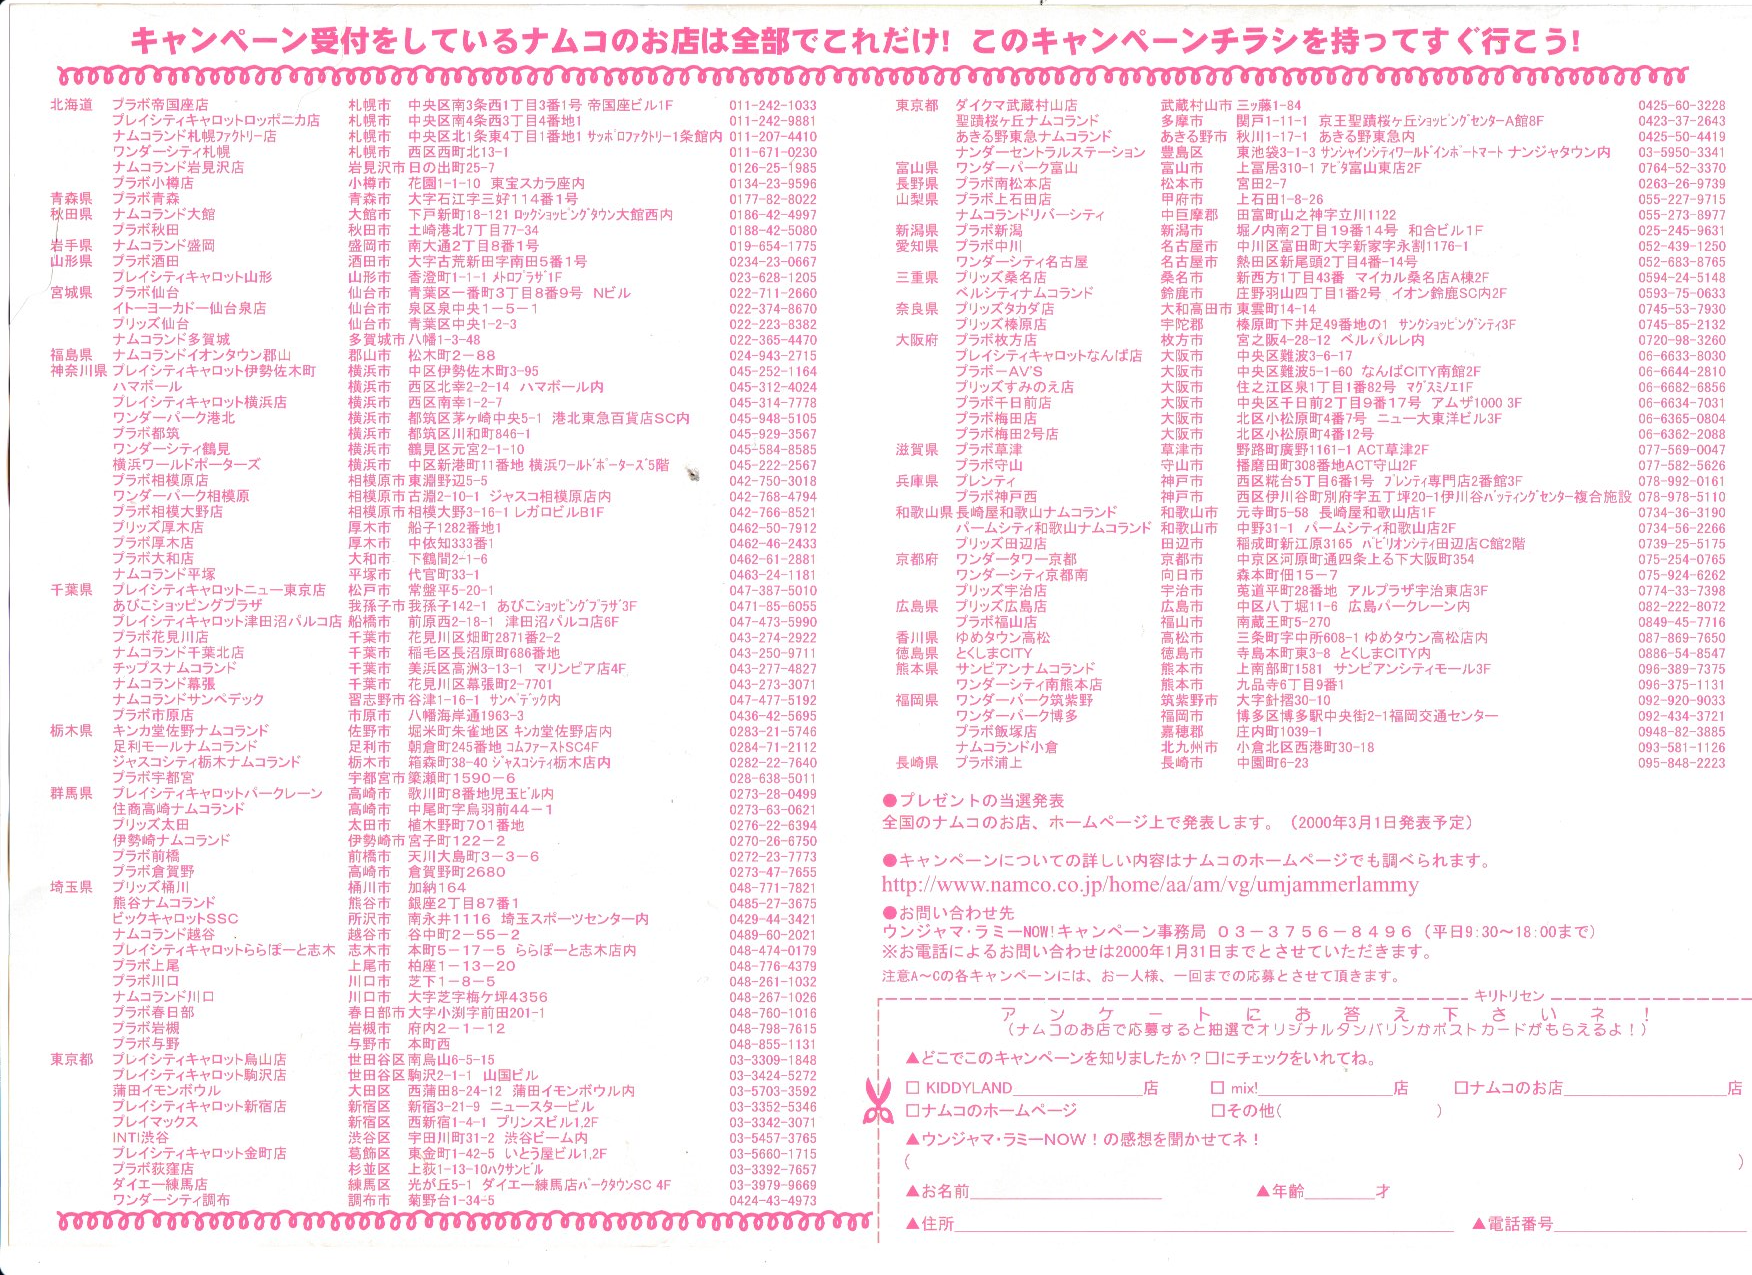 キャンペーン受付をしているナムコのお店は全部でこれだけ! このキャンペーンチラシを持ってすぐ行こう!
北海道 プラボ帝国座店 札幌市 中央区南3条西1丁目3番1号 帝国座ビル1F 011-242-1033
プレイシティキャロットロッポニカ店 札幌市 中央区南4条西3丁目4番地1 011-242-9881
ナムコランド札幌ファクトリー店 札幌市 中央区北1条東4丁目1番地1 サッポロファクトリー1条館内 011-207-4410
ワンダーシティ札幌 札幌市 西区西町北13-1 011-671-0230
ナムコランド岩見沢店 岩見沢市 日の出町25-7 0126-25-1985
プラボ小樽店 小樽市 花園1-1-10 東宝スカラ座内 0134-23-9596
青森県 プラボ青森 青森市 大字石江字三好114番1号 0177-82-8022
秋田県 ナムコランド大館 大館市 下戸新町18-121 ロックショッピングタウン大館西内 0186-42-4997
プラボ秋田 秋田市 土崎港北7丁目77-34 0188-42-5080
岩手県 ナムコランド盛岡 盛岡市 南大通2丁目8番1号 019-654-1775
山形県 プラボ酒田 酒田市 大字古荒新田字南田5番1号 0234-23-0667
プレイシティキャロット山形 山形市 香澄町1-1-1 メトロプラザ1F 023-628-1205
宮城県 プラボ仙台 仙台市 青葉区一番町3丁目8番9号 Nビル 022-711-2660
イトーヨーカドー仙台泉店 仙台市 泉区泉中央1-5-1 022-374-8670
プリッズ仙台 仙台市 青葉区中央1-2-3 022-223-8382
ナムコランド多賀城 多賀城市 八幡1-3-48 022-365-4470
福島県 ナムコランドイオンタウン郡山 郡山市 松木町2-88 024-943-2715
神奈川県 プレイシティキャロット伊勢佐木町 横浜市 中区伊勢佐木町3-95 045-252-1164
ハマボール 横浜市 西区北幸2-2-14 ハマボール内 045-312-4024
プレイシティキャロット横浜店 横浜市 西区南幸1-2-7 045-314-7778
ワンダーパーク港北 横浜市 都筑区茅ヶ崎中央5-1 港北東急百貨店SC内 045-948-5105
プラボ都筑 横浜市 都筑区川和町846-1 045-929-3567
ワンダーシティ鶴見 横浜市 鶴見区元宮2-1-10 045-584-8585
横浜ワールドポーターズ 横浜市 中区新港町11番地 横浜ワールドポーターズ5階 045-222-2567
プラボ相模原店 相模原市 東淵野辺5-5 042-750-3018
ワンダーパーク相模原 相模原市 古淵2-10-1 ジャスコ相模原店内 042-768-4794
プラボ相模大野店 相模原市 相模大野3-16-1 レガロビルB1F 042-766-8521
プリッズ厚木店 厚木市 船子1282番地1 0462-50-7912
プラボ厚木店 厚木市 中依知333番1 0462-46-2433
プラボ大和店 大和市 下鶴間2-1-6 0462-61-2881
ナムコランド平塚 平塚市 代官町33-1 0463-24-1181
千葉県 プレイシティキャロットニュー東京店 松戸市 常盤平5-20-1 047-387-5010
あびこショッピングプラザ 我孫子市 我孫子142-1 あびこショッピングプラザ3F 0471-85-6055
プレイシティキャロット津田沼パルコ店 船橋市 前原西2-18-1 津田沼パルコ店6F 047-473-5990
プラボ花見川店 千葉市 花見川区畑町2871番2-2 043-274-2922
ナムコランド千葉北店 千葉市 稲毛区長沼原町686番地 043-250-9711
チップスナムコランド 千葉市 美浜区高洲3-13-1 マリンピア店4F 043-277-4827
ナムコランド幕張 千葉市 花見川区幕張町2-7701 043-273-3071
ナムコランドサンペデック 習志野市 谷津1-16-1 サンペデック内 047-477-5192
プラボ市原店 市原市 八幡海岸通1963-3 0436-42-5695
栃木県 キンカ堂佐野ナムコランド 佐野市 堀米町朱雀地区 キンカ堂佐野店内 0283-21-5746
足利モールナムコランド 足利市 朝倉町245番地 コムファーストSC4F 0284-71-2112
ジャスコシティ栃木ナムコランド 栃木市 箱森町38-40 ジャスコシティ栃木店内 0282-22-7640
プラボ宇都宮 宇都宮市 簗瀬町1590-6 028-638-5011
群馬県 プレイシティキャロットパークレーン 高崎市 歌川町8番地児玉ビル内 0273-28-0499
住商高崎ナムコランド 高崎市 中尾町字鳥羽前44-1 0273-63-0621
プリッズ太田 太田市 植木野町701番地 0276-22-6394
伊勢崎ナムコランド 伊勢崎市 宮子町122-2 0270-26-6750
プラボ前橋 前橋市 天川大島町3-3-6 0272-23-7773
プラボ倉賀野 高崎市 倉賀野町2680 0273-47-7655
埼玉県 プリッズ桶川 桶川市 加納164 048-771-7821
熊谷ナムコランド 熊谷市 銀座2丁目87番1 0485-27-3675
ビックキャロットSSC 所沢市 南永井1116 埼玉スポーツセンター内 0429-44-3421
ナムコランド越谷 越谷市 谷中町2-55-2 0489-60-2021
プレイシティキャロットららぽーと志木 志木市 本町5-17-5 ららぽーと志木店内 048-474-0179
プラボ上尾 上尾市 柏座1-13-20 048-776-4379
プラボ川口 川口市 芝下1-8-5 048-261-1032
ナムコランド川口 川口市 大字芝字梅ケ坪4356 048-267-1026
プラボ春日部 春日部市 大字小渕字前田201-1 048-760-1016
プラボ岩槻 岩槻市 府内2-1-12 048-798-7615
プラボ与野 与野市 本町西 048-855-1131
東京都 プレイシティキャロット烏山店 世田谷区 南烏山6-5-15 03-3309-1848
プレイシティキャロット駒沢店 世田谷区 駒沢2-1-1 山国ビル 03-3424-5272
蒲田イモンボウル 大田区 西蒲田8-24-12 蒲田イモンボウル内 03-5703-3592
プレイシティキャロット新宿店 新宿区 新宿3-21-9 ニュースタービル 03-3352-5346
プレイマックス 新宿区 西新宿1-4-1 プリンスビル1,2F 03-3342-3071
INTI渋谷 渋谷区 宇田川町31-2 渋谷ビーム内 03-5457-3765
プレイシティキャロット金町店 葛飾区 東金町1-42-5 いとう屋ビル1,2F 03-5660-1715
プラボ荻窪店 杉並区 上荻1-13-10ハクサンビル 03-3392-7657
ダイエー練馬店 練馬区 光が丘5-1 ダイエー練馬店パークタウンSC 4F 03-3979-9669
ワンダーシティ調布 調布市 菊野台1-34-5 0424-43-4973
東京都 ダイクマ武蔵村山店 武蔵村山市 三ッ藤1-84 0425-60-3228
聖蹟桜ヶ丘ナムコランド 多摩市 関戸1-11-1 京王聖蹟桜ヶ丘ショッピングセンターA館8F 0423-37-2643
あきる野東急ナムコランド あきる野市 秋川1-17-1 あきる野東急内 0425-50-4419
ナンダーセントラルステーション 豊島区 東池袋3-1-3 サンシャインシティワールドインポートマート ナンジャタウン内 03-5950-3341
富山県 ワンダーパーク富山 富山市 上冨居310-1 アピタ富山東店2F 0764-52-3370
長野県 プラボ南松本店 松本市 宮田2-7 0263-26-9739
山梨県 プラボ上石田店 甲府市 上石田1-8-26 055-227-9715
ナムコランドリバーシティ 中巨摩郡 田富町山之神字立川1122 055-273-8977
新潟県 プラボ新潟 新潟市 堀ノ内南2丁目19番14号 和合ビル1F 025-245-9631
愛知県 プラボ中川 名古屋市 中川区富田町大字新家字永割1176-1 052-439-1250
ワンダーシティ名古屋 名古屋市 熱田区新尾頭2丁目4番-14号 052-683-8765
三重県 プリッズ桑名店 桑名市 新西方1丁目43番 マイカル桑名店A棟2F 0594-24-5148
ベルシティナムコランド 鈴鹿市 庄野羽山四丁目1番2号 イオン鈴鹿SC内2F 0593-75-0633
奈良県 プリッズタカダ店 大和高田市 東雲町14-14 0745-53-7930
プリッズ榛原店 宇陀郡 榛原町下井足49番地の1 サンクショッピングシティ3F 0745-85-2132
大阪府 プラボ枚方店 枚方市 宮之阪4-28-12 ベルパルレ内 0720-98-3260
プレイシティキャロットなんば店 大阪市 中央区難波3-6-17 06-6633-8030
プラボーAV'S 大阪市 中央区難波5-1-60 なんばCITY南館2F 06-6644-2810
プリッズすみのえ店 大阪市 住之江区泉1丁目1番82号 マグスミノエ1F 06-6682-6856
プラボ千日前店 大阪市 中央区千日前2丁目9番17号 アムザ1000 3F 06-6634-7031
プラボ梅田店 大阪市 北区小松原町4番7号 ニュー大東洋ビル3F 06-6365-0804
プラボ梅田2号店 大阪市 北区小松原町4番12号 06-6362-2088
滋賀県 プラボ草津 草津市 野路町廣野1161-1 ACT草津2F 077-569-0047
プラボ守山 守山市 播磨田町308番地ACT守山2F 077-582-5626
兵庫県 プレンティ 神戸市 西区糀台5丁目6番1号 プレンティ専門店2番館3F 078-992-0161
プラボ神戸西 神戸市 西区伊川谷町別府字五丁坪20-1伊川谷バッティングセンター複合施設 078-978-5110
和歌山県 長崎屋和歌山ナムコランド 和歌山市 元寺町5-58 長崎屋和歌山店1F 0734-36-3190
パームシティ和歌山ナムコランド 和歌山市 中野31-1 パームシティ和歌山店2F 0734-56-2266
プリッズ田辺店 田辺市 稲成町新江原3165 パビリオンシティ田辺店C館2階 0739-25-5175
京都府 ワンダータワー京都 京都市 中京区河原町通四条上る下大阪町354 075-254-0765
ワンダーシティ京都南 向日市 森本町佃15-7 075-924-6262
プリッズ宇治店 宇治市 菟道平町28番地 アルプラザ宇治東店3F 0774-33-7398
広島県 プリッズ広島店 広島市 中区八丁堀11-6 広島パークレーン内 082-222-8072
プラボ福山店 福山市 南蔵王町5-270 0849-45-7716
香川県 ゆめタウン高松 高松市 三条町字中所608-1 ゆめタウン高松店内 087-869-7650
徳島県 とくしまCITY 徳島市 寺島本町東3-8 とくしまCITY内 0886-54-8547
熊本県 サンピアンナムコランド 熊本市 上南部町1581 サンピアンシティモール3F 096-389-7375
ワンダーシティ南熊本店 熊本市 九品寺6丁目9番1 096-375-1131
福岡県 ワンダーパーク筑紫野 筑紫野市 大字針摺30-10 092-920-9033
ワンダーパーク博多 福岡市 博多区博多駅中央街2-1福岡交通センター 092-434-3721
プラボ飯塚店 嘉穂郡 庄内町1039-1 0948-82-3885
ナムコランド小倉 北九州市 小倉北区西港町30-18 093-581-1126
長崎県 プラボ浦上 長崎市 中園町6-23 095-848-2223
●プレゼントの当選発表
全国のナムコのお店、ホームページ上で発表します。(2000年3月1日発表予定)
●キャンペーンについての詳しい内容はナムコのホームページでも調べられます。
http://www.namco.co.jp/home/aa/am/vg/umjammerlammy
●お問い合わせ先
ウンジャマ・ラミーNOW!キャンペーン事務局 03-3756-8496(平日9:30~18:00まで)
※お電話によるお問い合わせは2000年1月31日までとさせていただきます。
注意A~Cの各キャンペーンには、お一人様、一回までの応募とさせて頂きます。
キリトリセン
アンケートにお答え下さいネ!
(ナムコのお店で応募すると抽選でオリジナルタンバリンかポストカードがもらえるよ!)
▲どこでこのキャンペーンを知りましたか?□にチェックをいれてね。
□ KIDDYLAND____店 □ mix!____店 □ナムコのお店____店
□ナムコのホームページ □その他( )
▲ウンジャマ・ラミーNOW!の感想を聞かせてネ!
( )
▲お名前____ ▲年齢____才
▲住所____ ▲電話番号____